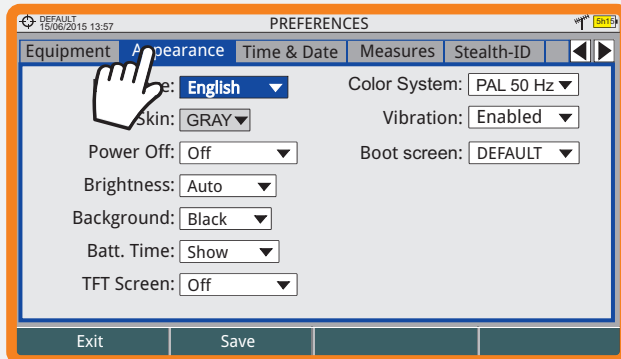 DEFAULT
15/06/2015 13:57
PREFERENCES
5h15
Equipment
Appearance
Time & Date
Measures
Stealth-ID
English
Color System: PAL 50 Hz
Skin: GRAY
Vibration: Enabled
Power Off: Off
Boot screen: DEFAULT
Brightness: Auto
Background: Black
Batt. Time: Show
TFT Screen: Off
Exit
Save